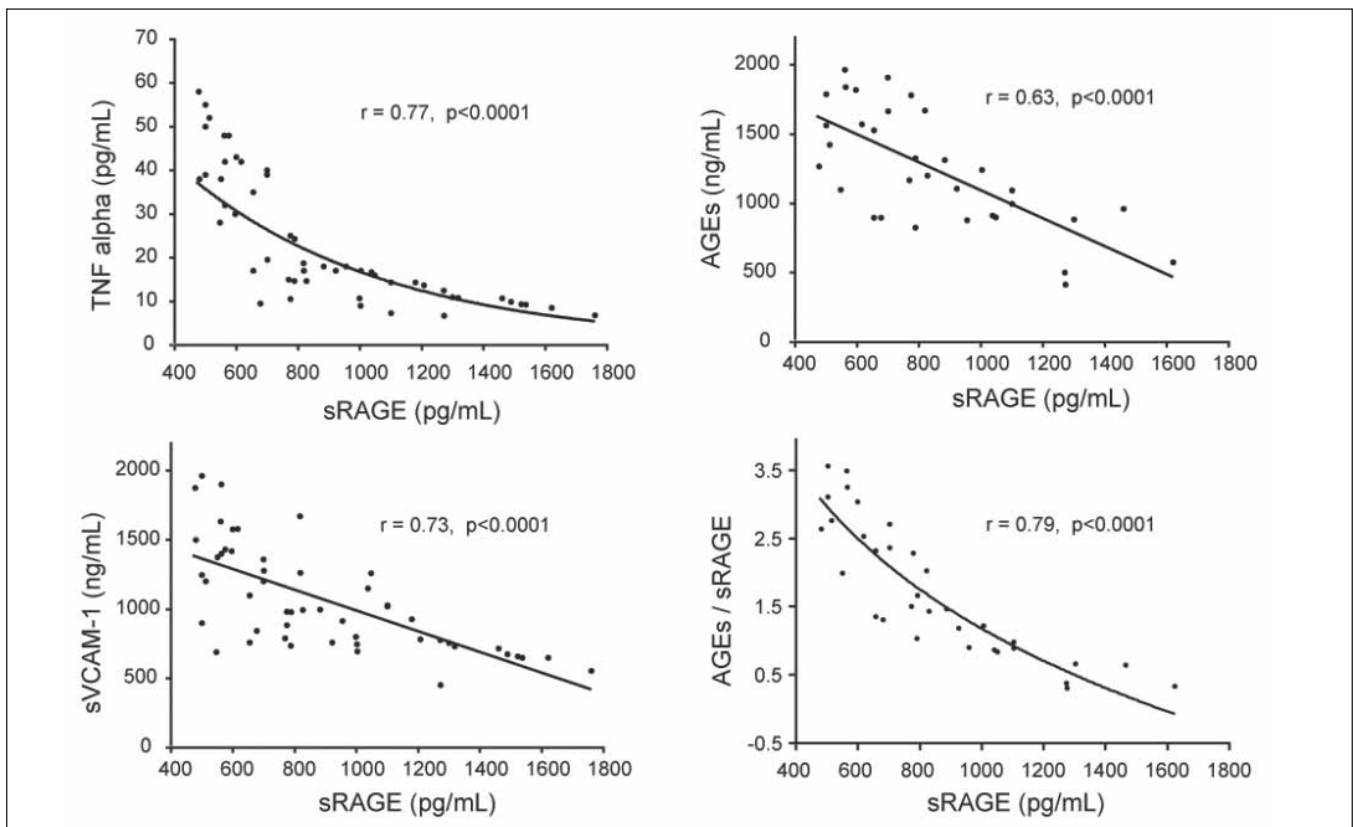 70
60
50
40
30
20
10
0
TNF alpha (pg/mL)
r = 0.77, p<0.0001
400 600 800 1000 1200 1400 1600 1800
sRAGE (pg/mL)
2000
1500
1000
500
0
AGEs (ng/mL)
r = 0.63, p<0.0001
400 600 800 1000 1200 1400 1600 1800
sRAGE (pg/mL)
2000
1500
1000
500
0
sVCAM-1 (ng/mL)
r = 0.73, p<0.0001
400 600 800 1000 1200 1400 1600 1800
sRAGE (pg/mL)
3.5
2.5
1.5
0.5
-0.5
AGEs / sRAGE
r = 0.79, p<0.0001
400 600 800 1000 1200 1400 1600 1800
sRAGE (pg/mL)